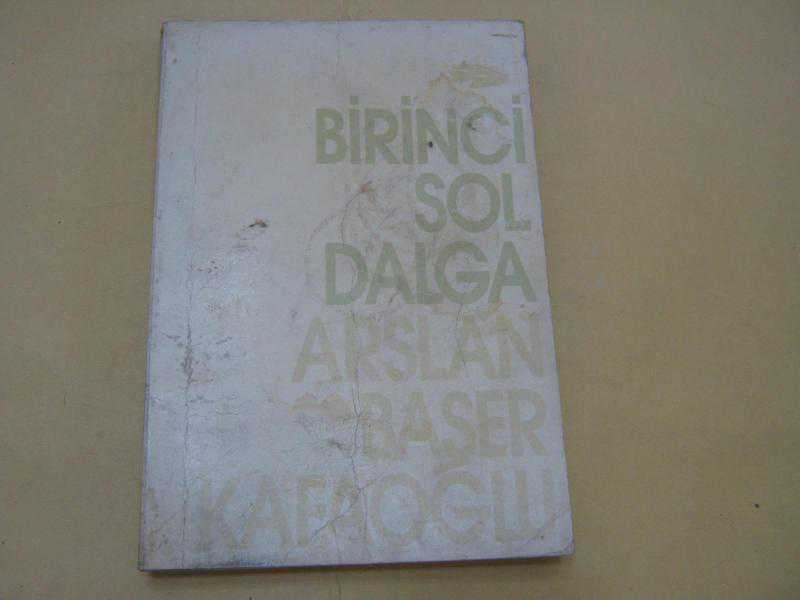 BİRİNCİ
SOL
DALGA
ARSLAN
BAŞER
KAFAOĞLU